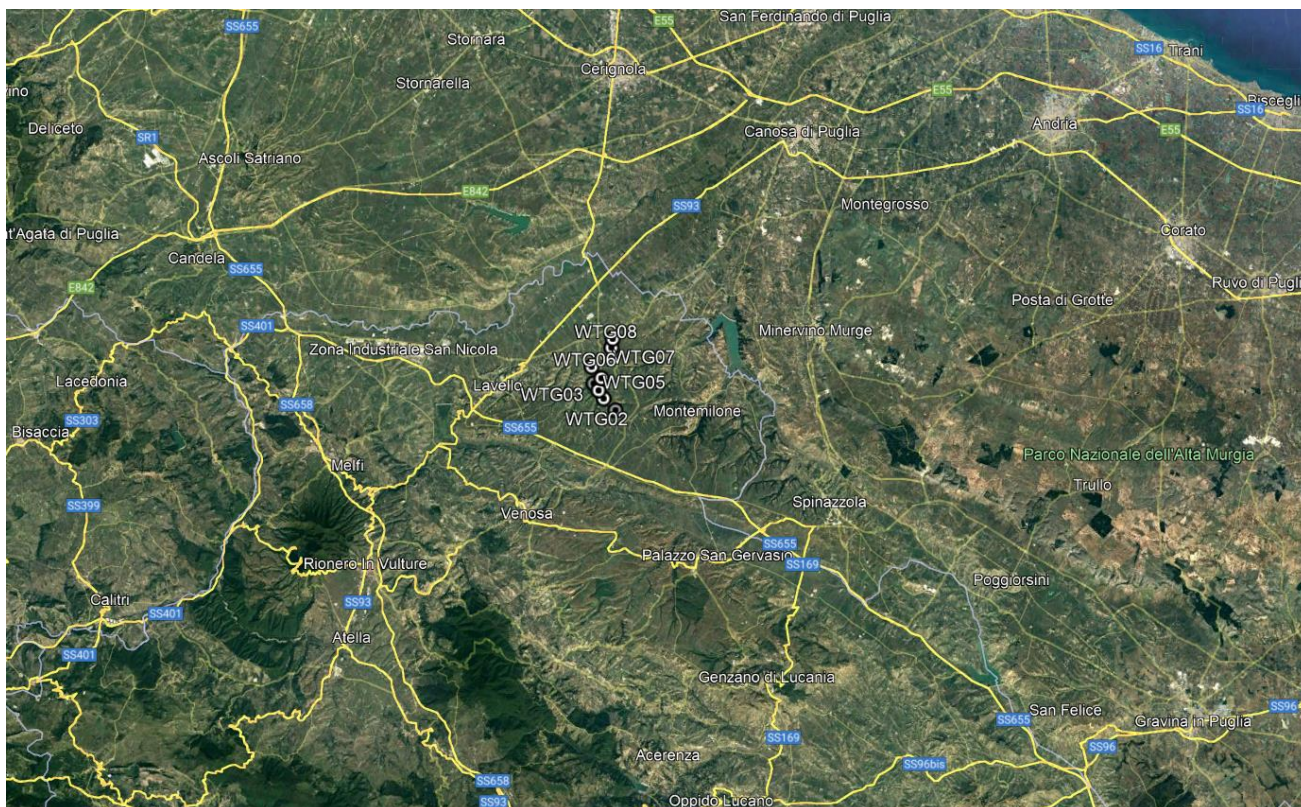 San Ferdinando di Puglia
E55
SS655
Stornara
SS16
Trani
Cerignola
Stornarella
E55
Bisceg
SS16
Deliceto
SR1
Canosa di Puglia
Andria
E55
Ascoli Satriano
E842
SS93
Montegrosso
nt'Agata di Puglia
Corato
Candela
SS655
E842
Ruvo di Pugli
Posta di Grotte
SS401
WTG08
Minervino Murge
Zona Industriale San Nicola
WTG06
WTG07
Lacedonia
Lavello
WTG05
WTG03
SS658
Montemilone
SS303
WTG02
SS655
Bisaccia
Parco Nazionale dell'Alta Murgia
Melfi
Trullo
SS399
Spinazzola
Venosa
SS655
Palazzo San Gervasio
Rionero In Vulture
SS169
Poggiorsini
Calitri
SS93
SS401
Atella
SS401
Genzano di Lucania
San Felice
SS96
SS655
Gravina in Puglia
SS169
SS96
Acerenza
SS96bis
SS658
Oppido Lucano
SS93